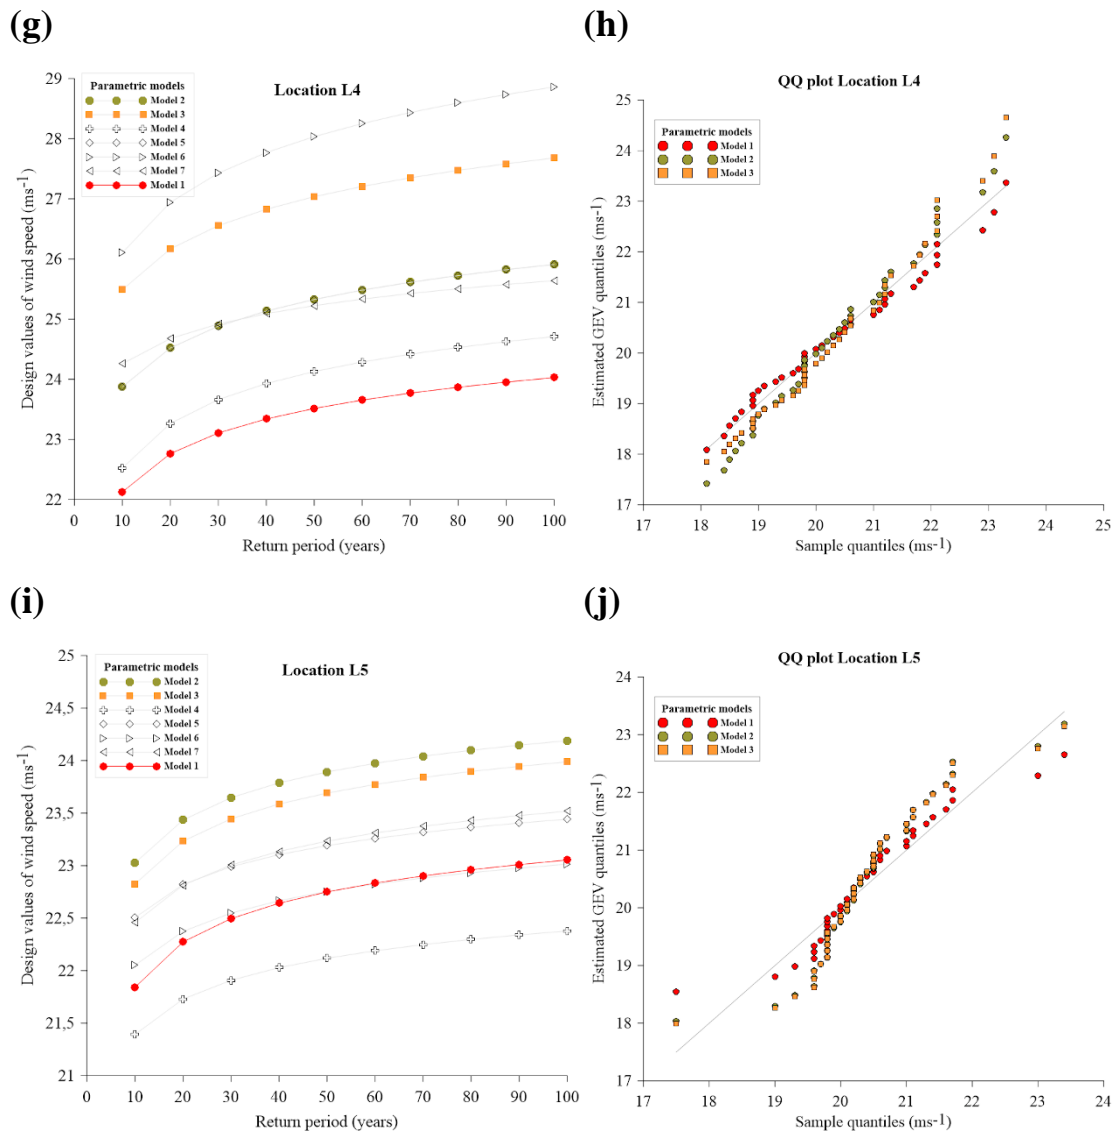 (g)
(h)
Location L4
Parametric models
Model 2
Model 3
Model 4
Model 5
Model 6
Model 7
Model 1
Design values of wind speed (ms-1)
29
28
27
26
25
24
23
22
0 10 20 30 40 50 60 70 80 90 100
Return period (years)
QQ plot Location L4
Parametric models
Model 1
Model 2
Model 3
Estimated GEV quantiles (ms-1)
25
24
23
22
21
20
19
18
17
17 18 19 20 21 22 23 24 25
Sample quantiles (ms-1)
(i)
(j)
Location L5
Parametric models
Model 2
Model 3
Model 4
Model 5
Model 6
Model 7
Model 1
Design values of wind speed (ms-1)
25
24,5
24
23,5
23
22,5
22
21,5
21
0 10 20 30 40 50 60 70 80 90 100
Return period (years)
QQ plot Location L5
Parametric models
Model 1
Model 2
Model 3
Estimated GEV quantiles (ms-1)
24
23
22
21
20
19
18
17
17 18 19 20 21 22 23 24
Sample quantiles (ms-1)